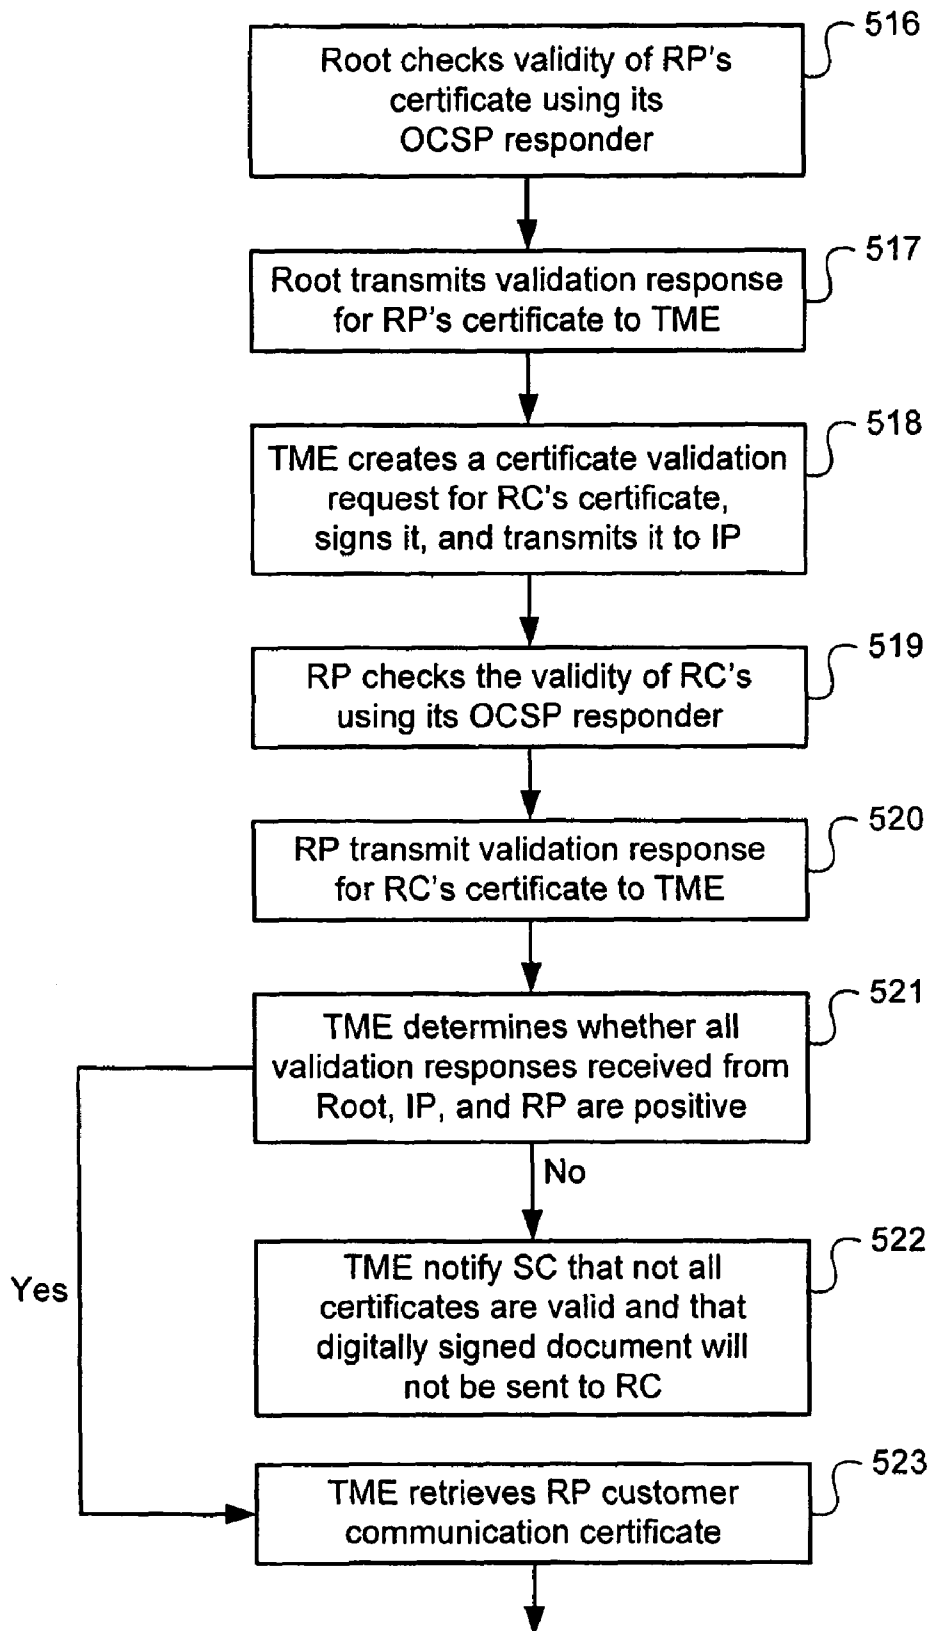 516
Root checks validity of RP's
certificate using its
OCSP responder
517
Root transmits validation response
for RP's certificate to TME
518
TME creates a certificate validation
request for RC's certificate,
signs it, and transmits it to IP
519
RP checks the validity of RC's
using its OCSP responder
520
RP transmit validation response
for RC's certificate to TME
521
TME determines whether all
validation responses received from
Root, IP, and RP are positive
No
Yes
522
TME notify SC that not all
certificates are valid and that
digitally signed document will
not be sent to RC
523
TME retrieves RP customer
communication certificate